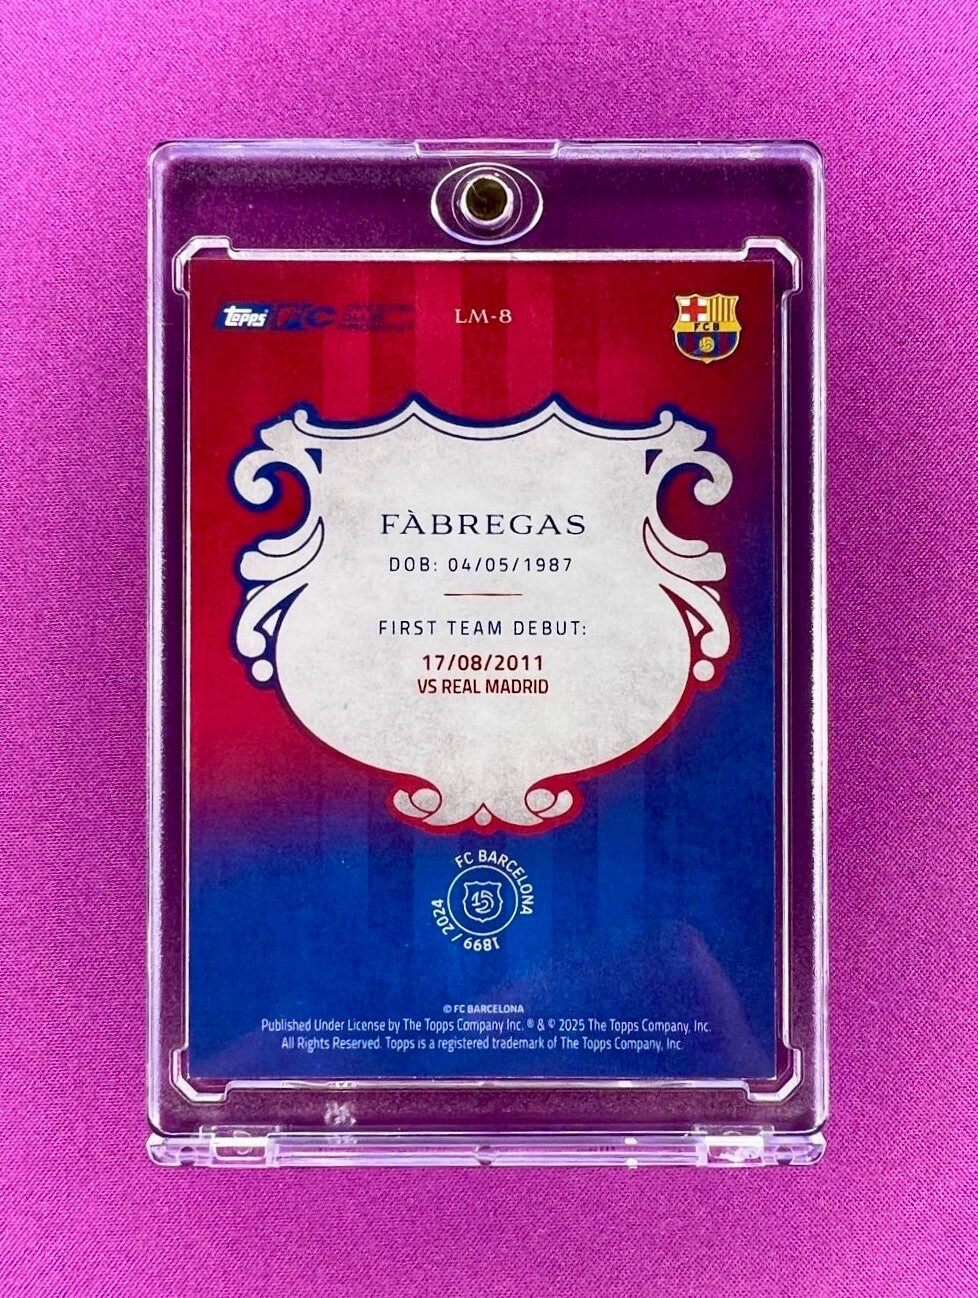 topps FC
LM-8
FCB
FÀBREGAS
DOB: 04/05/1987
FIRST TEAM DEBUT:
17/08/2011
VS REAL MADRID
FC BARCELONA
1899 / 2024
© FC BARCELONA
Published Under License by The Topps Company Inc. ® & © 2025 The Topps Company, Inc.
All Rights Reserved. Topps is a registered trademark of The Topps Company, Inc.